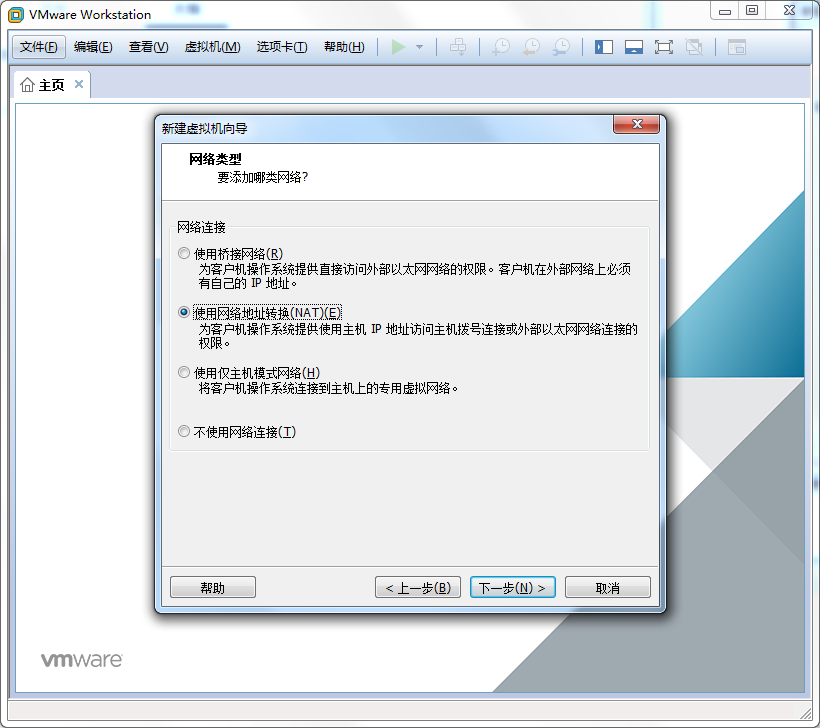 VMware Workstation
文件(F) 编辑(E) 查看(V) 虚拟机(M) 选项卡(T) 帮助(H)
主页
新建虚拟机向导
网络类型
要添加哪类网络?
网络连接
使用桥接网络(R)
为客户机操作系统提供直接访问外部以太网网络的权限。客户机在外部网络上必须
有自己的 IP 地址。
使用网络地址转换(NAT)(E)
为客户机操作系统提供使用主机 IP 地址访问主机拨号连接或外部以太网网络连接的
权限。
使用仅主机模式网络(H)
将客户机操作系统连接到主机上的专用虚拟网络。
不使用网络连接(T)
帮助 < 上一步(B) 下一步(N) > 取消
vmware